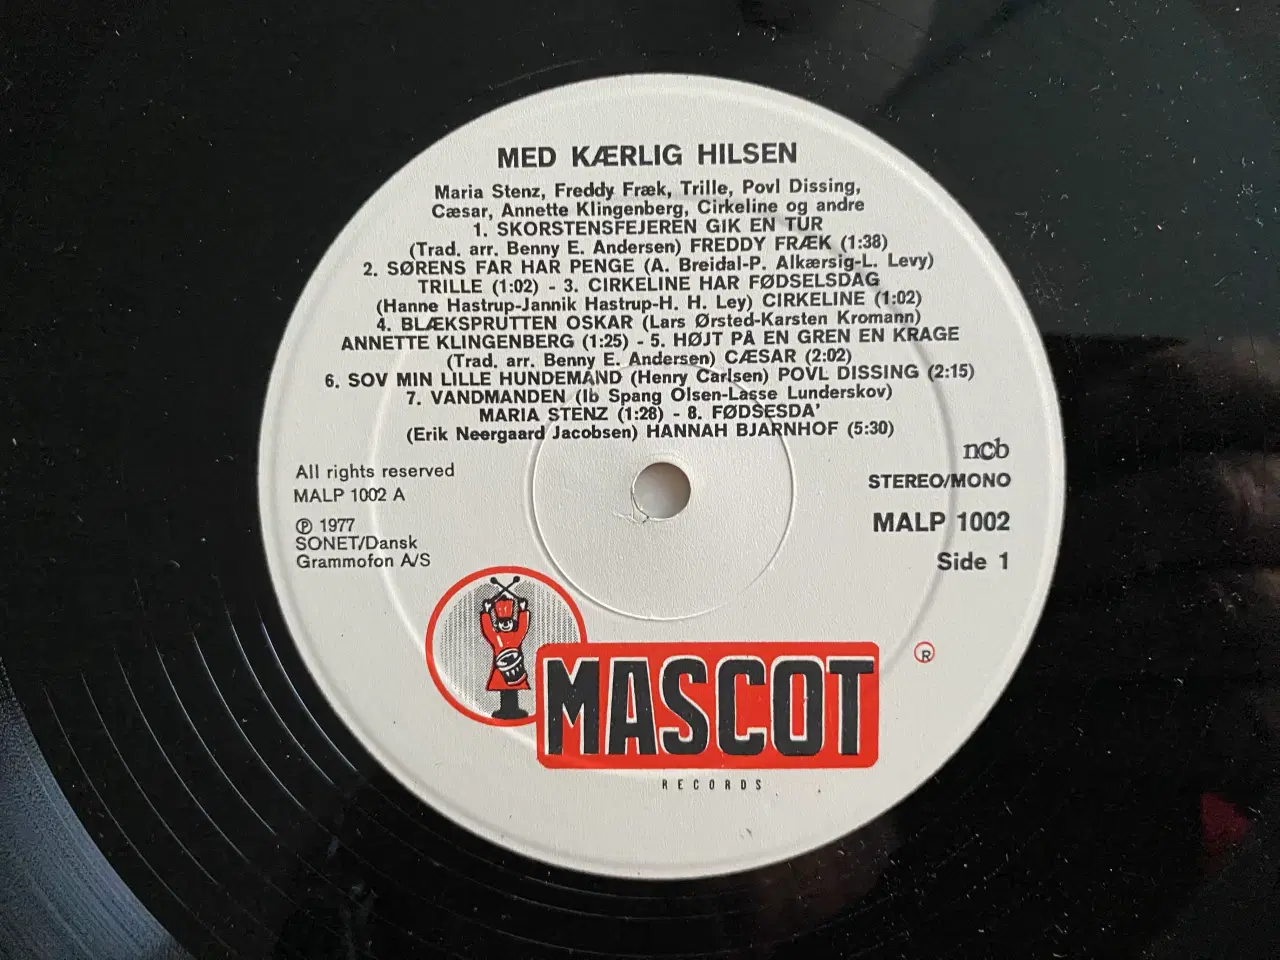 MED KÆRLIG HILSEN
Maria Stenz, Freddy Fræk, Trille, Povl Dissing,
Cæsar, Annette Klingenberg, Cirkeline og andre
1. SKORSTENSFEJEREN GIK EN TUR
(Trad. arr. Benny E. Andersen) FREDDY FRÆK (1:38)
2. SØRENS FAR HAR PENGE (A. Breidal-P. Alkærsig-L. Levy)
TRILLE (1:02) - 3. CIRKELINE HAR FØDSELSDAG
(Hanne Hastrup-Jannik Hastrup-H. H. Ley) CIRKELINE (1:02)
4. BLÆKSPRUTTEN OSKAR (Lars Ørsted-Karsten Kromann)
ANNETTE KLINGENBERG (1:25) - 5. HØJT PÅ EN GREN EN KRAGE
(Trad. arr. Benny E. Andersen) CÆSAR (2:02)
6. SOV MIN LILLE HUNDEMAND (Henry Carlsen) POVL DISSING (2:15)
7. VANDMANDEN (Ib Spang Olsen-Lasse Lunderskov)
MARIA STENZ (1:28) - 8. FØDSESDA'
(Erik Neergaard Jacobsen) HANNAH BJARNHOF (5:30)
All rights reserved
MALP 1002 A
℗ 1977
SONET/Dansk
Grammofon A/S
ncb
STEREO/MONO
MALP 1002
Side 1
MASCOT ®
RECORDS